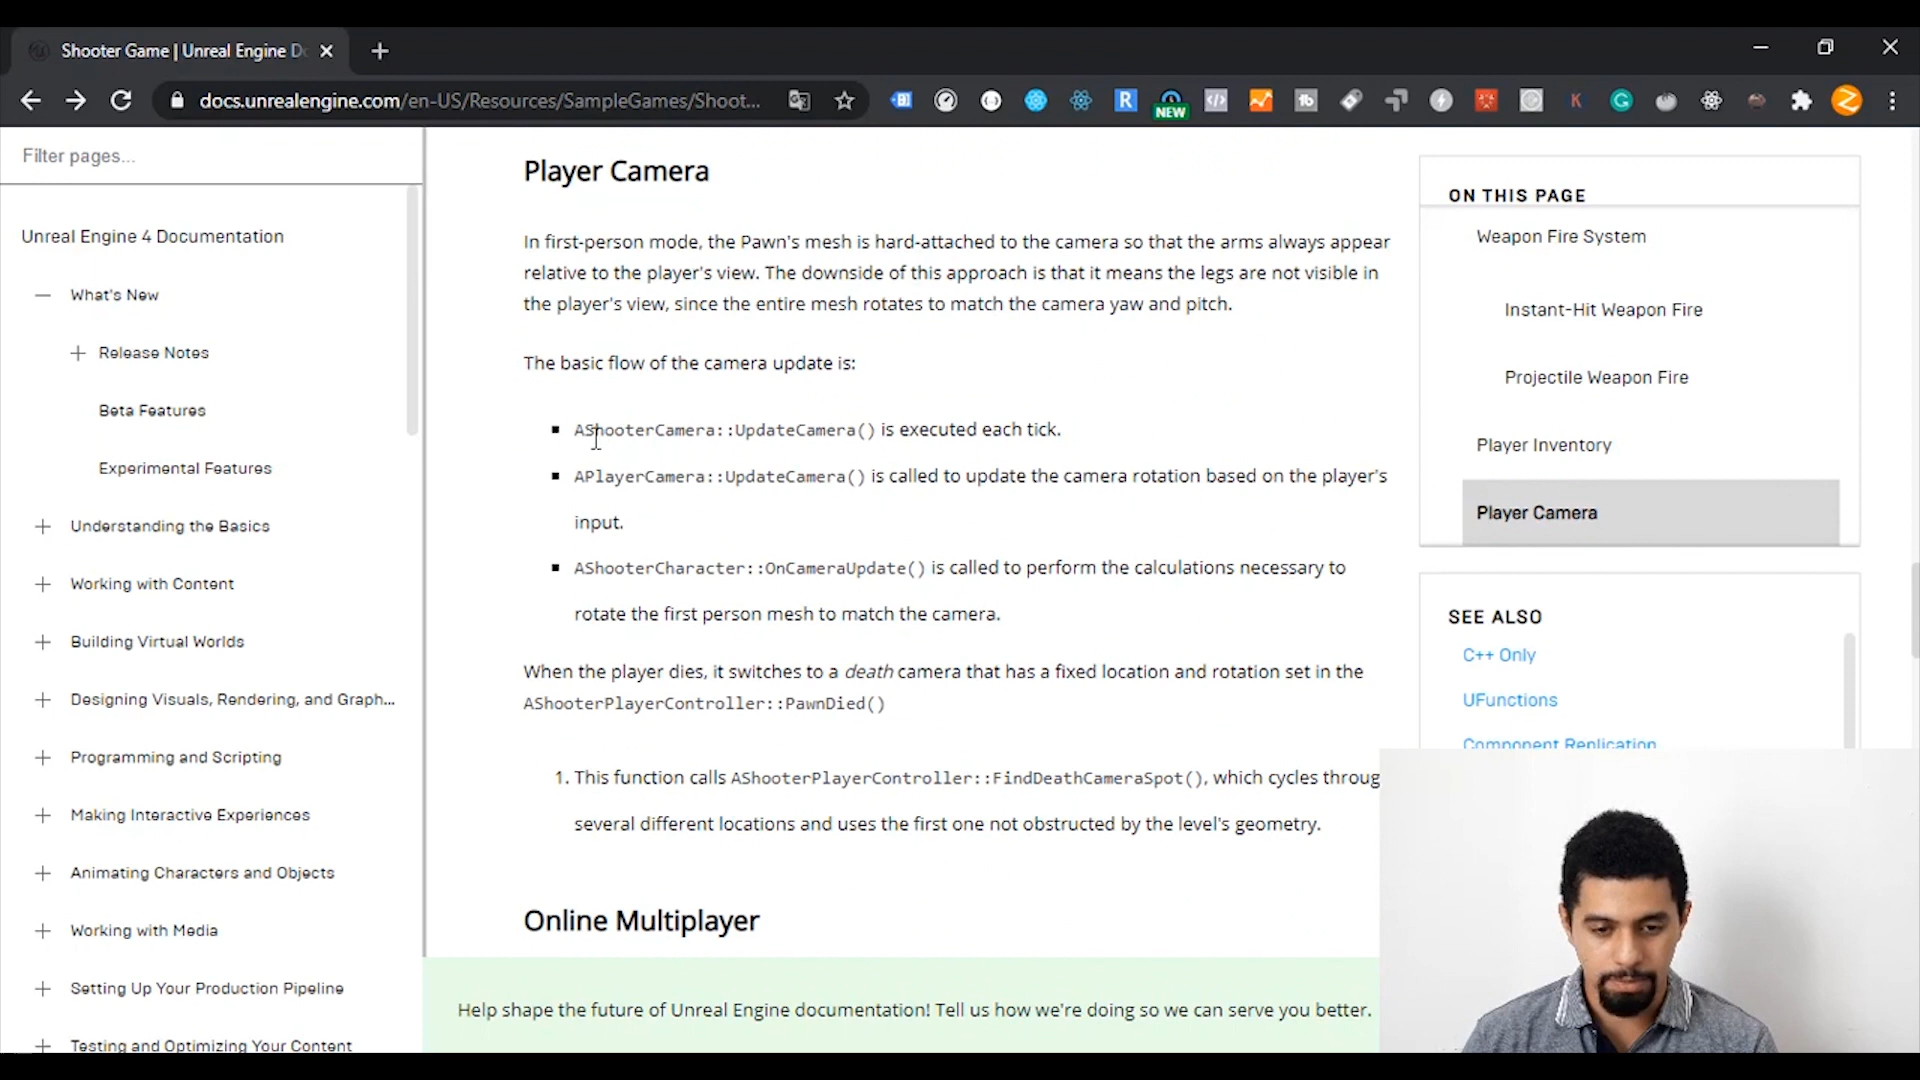 Shooter Game | Unreal Engine D
docs.unrealengine.com/en-US/Resources/SampleGames/Shoot...
NEW
Filter pages...
Unreal Engine 4 Documentation
What's New
Release Notes
Beta Features
Experimental Features
Understanding the Basics
Working with Content
Building Virtual Worlds
Designing Visuals, Rendering, and Graph...
Programming and Scripting
Making Interactive Experiences
Animating Characters and Objects
Working with Media
Setting Up Your Production Pipeline
Testing and Optimizing Your Content
Player Camera
In first-person mode, the Pawn's mesh is hard-attached to the camera so that the arms always appear
relative to the player's view. The downside of this approach is that it means the legs are not visible in
the player's view, since the entire mesh rotates to match the camera yaw and pitch.
The basic flow of the camera update is:
▪ AShooterCamera::UpdateCamera() is executed each tick.
▪ APlayerCamera::UpdateCamera() is called to update the camera rotation based on the player's
input.
▪ AShooterCharacter::OnCameraUpdate() is called to perform the calculations necessary to
rotate the first person mesh to match the camera.
When the player dies, it switches to a death camera that has a fixed location and rotation set in the
AShooterPlayerController::PawnDied()
1. This function calls AShooterPlayerController::FindDeathCameraSpot(), which cycles throug
several different locations and uses the first one not obstructed by the level's geometry.
Online Multiplayer
Help shape the future of Unreal Engine documentation! Tell us how we're doing so we can serve you better.
ON THIS PAGE
Weapon Fire System
Instant-Hit Weapon Fire
Projectile Weapon Fire
Player Inventory
Player Camera
SEE ALSO
C++ Only
UFunctions
Component Replication